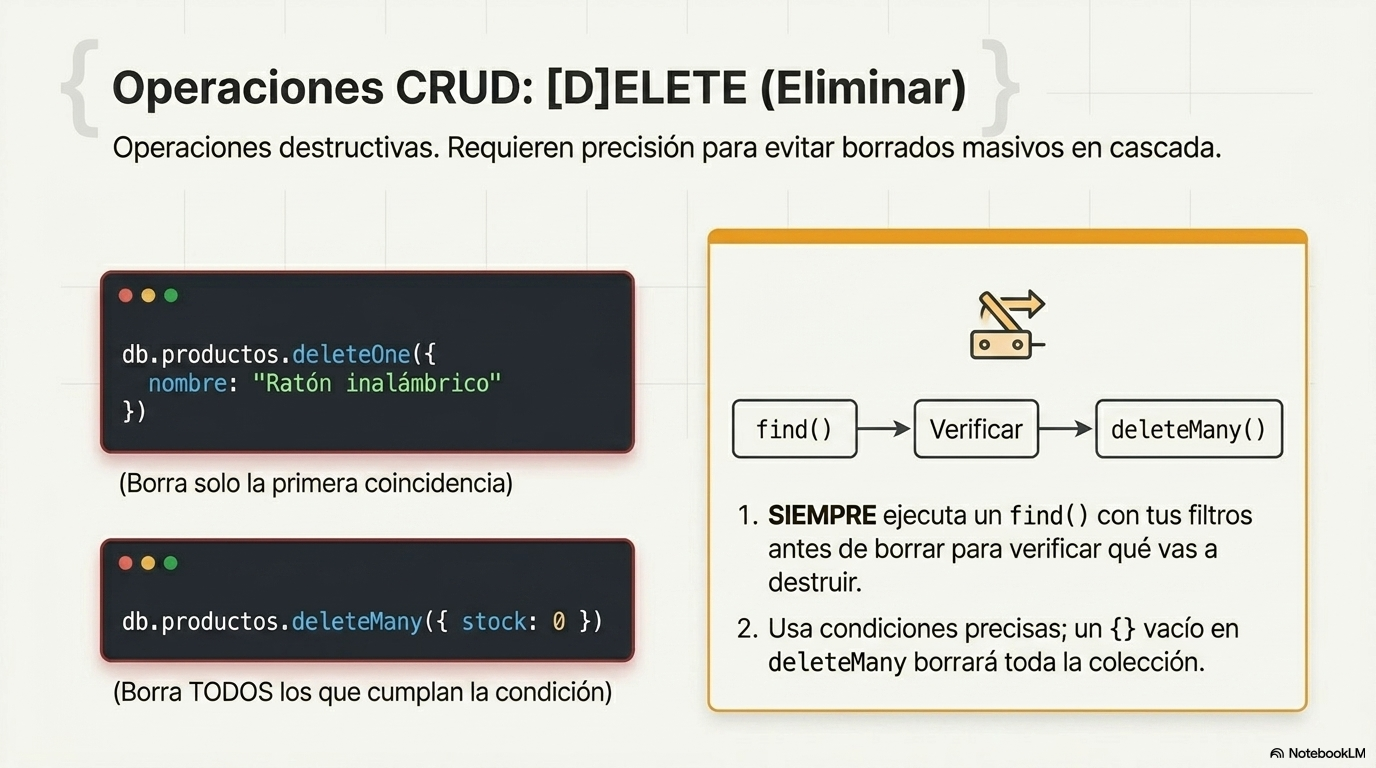 { Operaciones CRUD: [D]ELETE (Eliminar) }
Operaciones destructivas. Requieren precisión para evitar borrados masivos en cascada.
db.productos.deleteOne({
  nombre: "Ratón inalámbrico"
})
(Borra solo la primera coincidencia)
db.productos.deleteMany({ stock: 0 })
(Borra TODOS los que cumplan la condición)
find()
Verificar
deleteMany()
1. SIEMPRE ejecuta un find() con tus filtros
antes de borrar para verificar qué vas a
destruir.
2. Usa condiciones precisas; un {} vacío en
deleteMany borrará toda la colección.
NotebookLM